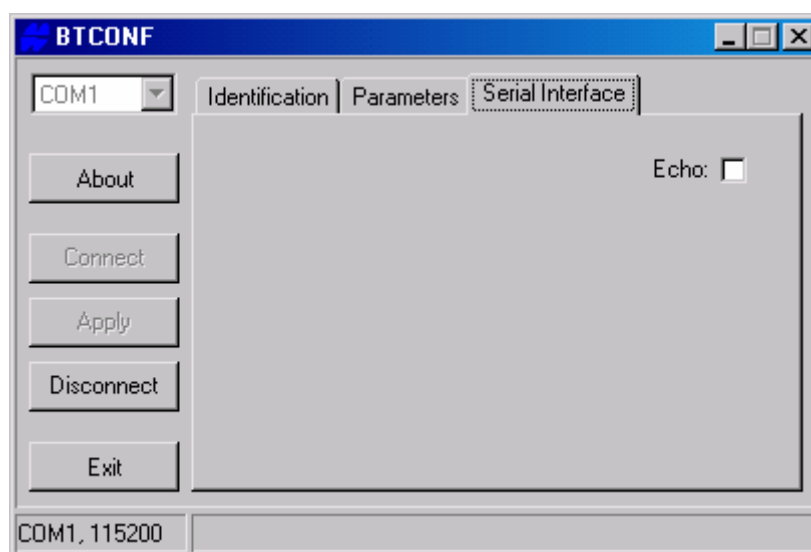 BTCONF
COM1
Identification
Parameters
Serial Interface
About
Echo:
Connect
Apply
Disconnect
Exit
COM1, 115200